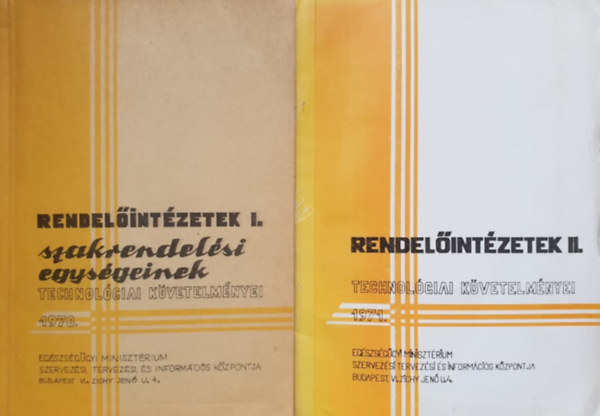 RENDELŐINTÉZETEK I.
szakrendelési
egységeinek
TECHNOLÓGIAI KÖVETELMÉNYEI
1970.
EGÉSZSÉGÜGYI MINISZTÉRIUM
SZERVEZÉSI, TERVEZÉSI, ÉS INFORMÁCIÓS KÖZPONTJA
BUDAPEST VI., ZICHY JENŐ U. 4.
RENDELŐINTÉZETEK II.
TECHNOLÓGIAI KÖVETELMÉNYEI
1971.
EGÉSZSÉGÜGYI MINISZTÉRIUM
SZERVEZÉSI TERVEZÉSI ÉS INFORMÁCIÓS KÖZPONTJA
BUDAPEST, VI., ZICHY JENŐ U.4.